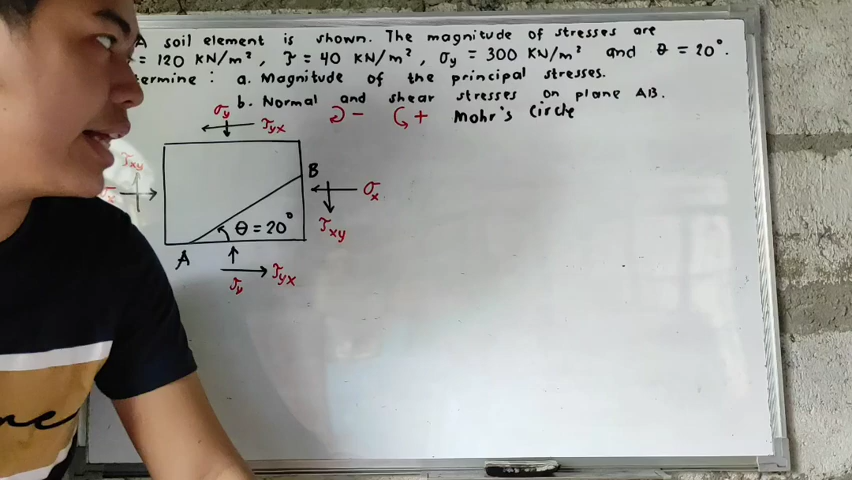 A soil element is shown. The magnitude of stresses are
= 120 KN/m², τ = 40 KN/m², σy = 300 KN/m² and θ = 20°.
termine : a. Magnitude of the principal stresses.
b. Normal and shear stresses on plane AB.
σy
τyx
- + Mohr's Circle
τxy
B
σx
θ = 20°
τxy
A
σy
τyx